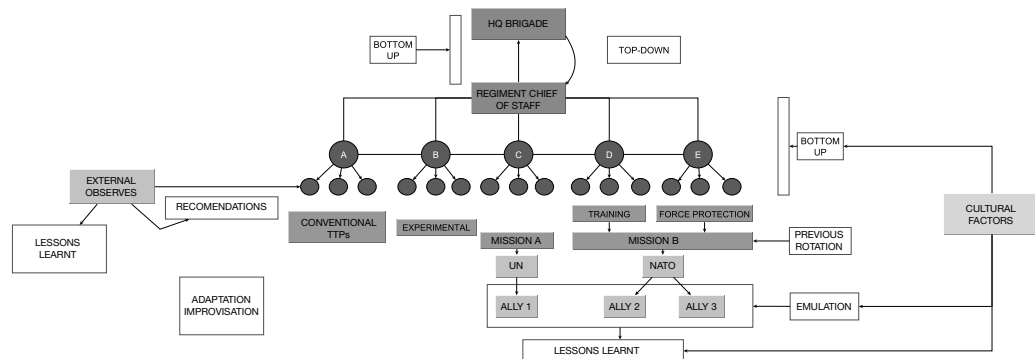 HQ BRIGADE
BOTTOM
UP
TOP-DOWN
REGIMENT CHIEF
OF STAFF
A
B
C
D
E
BOTTOM
UP
EXTERNAL
OBSERVES
RECOMENDATIONS
LESSONS
LEARNT
CONVENTIONAL
TTPs
EXPERIMENTAL
TRAINING
FORCE PROTECTION
MISSION A
MISSION B
PREVIOUS
ROTATION
CULTURAL
FACTORS
UN
NATO
ADAPTATION
IMPROVISATION
ALLY 1
ALLY 2
ALLY 3
EMULATION
LESSONS LEARNT